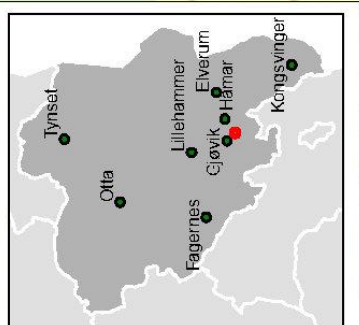 Tynset
Otta
Lillehammer
Elverum
Hamar
Gjøvik
Fagernes
Kongsvinger